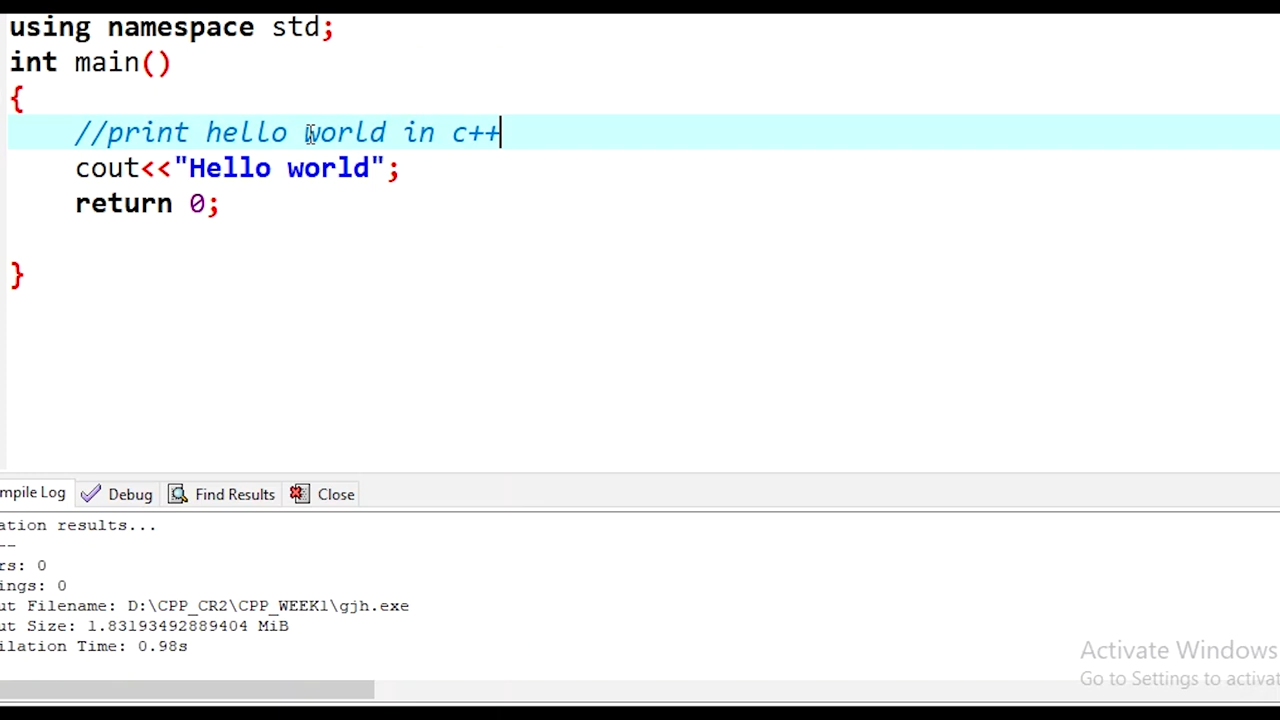 using namespace std;
int main()
{
//print hello world in c++
cout<<"Hello world";
return 0;
}
mpile Log Debug Find Results Close
ation results...
--
rs: 0
ings: 0
ut Filename: D:\CPP_CR2\CPP_WEEK1\gjh.exe
ut Size: 1.83193492889404 MiB
ilation Time: 0.98s
Activate Windows
Go to Settings to activat